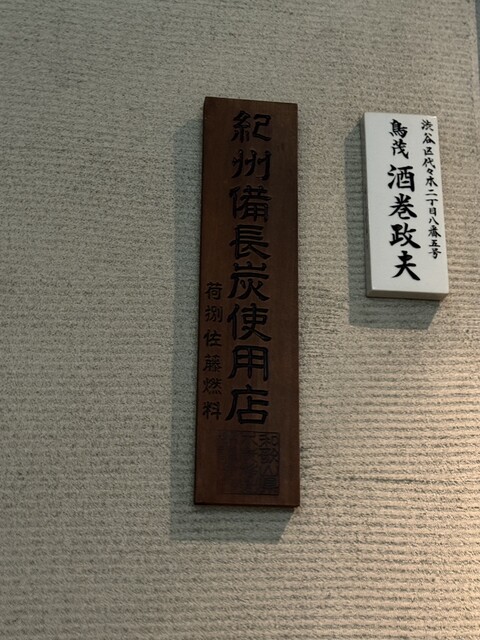 渋谷区代々木二丁目八番五号
鳥茂 酒巻政夫
紀州備長炭使用店
荷捌 佐藤燃料